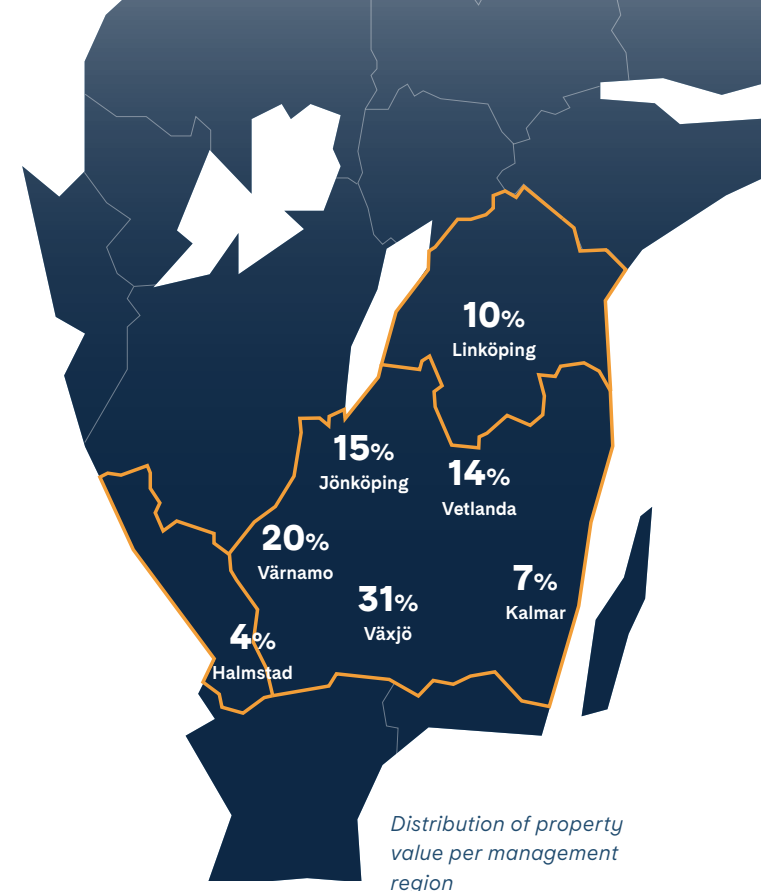 10%
Linköping
15%
Jönköping
14%
Vetlanda
20%
Värnamo
7%
Kalmar
31%
Växjö
4%
Halmstad
Distribution of property
value per management
region